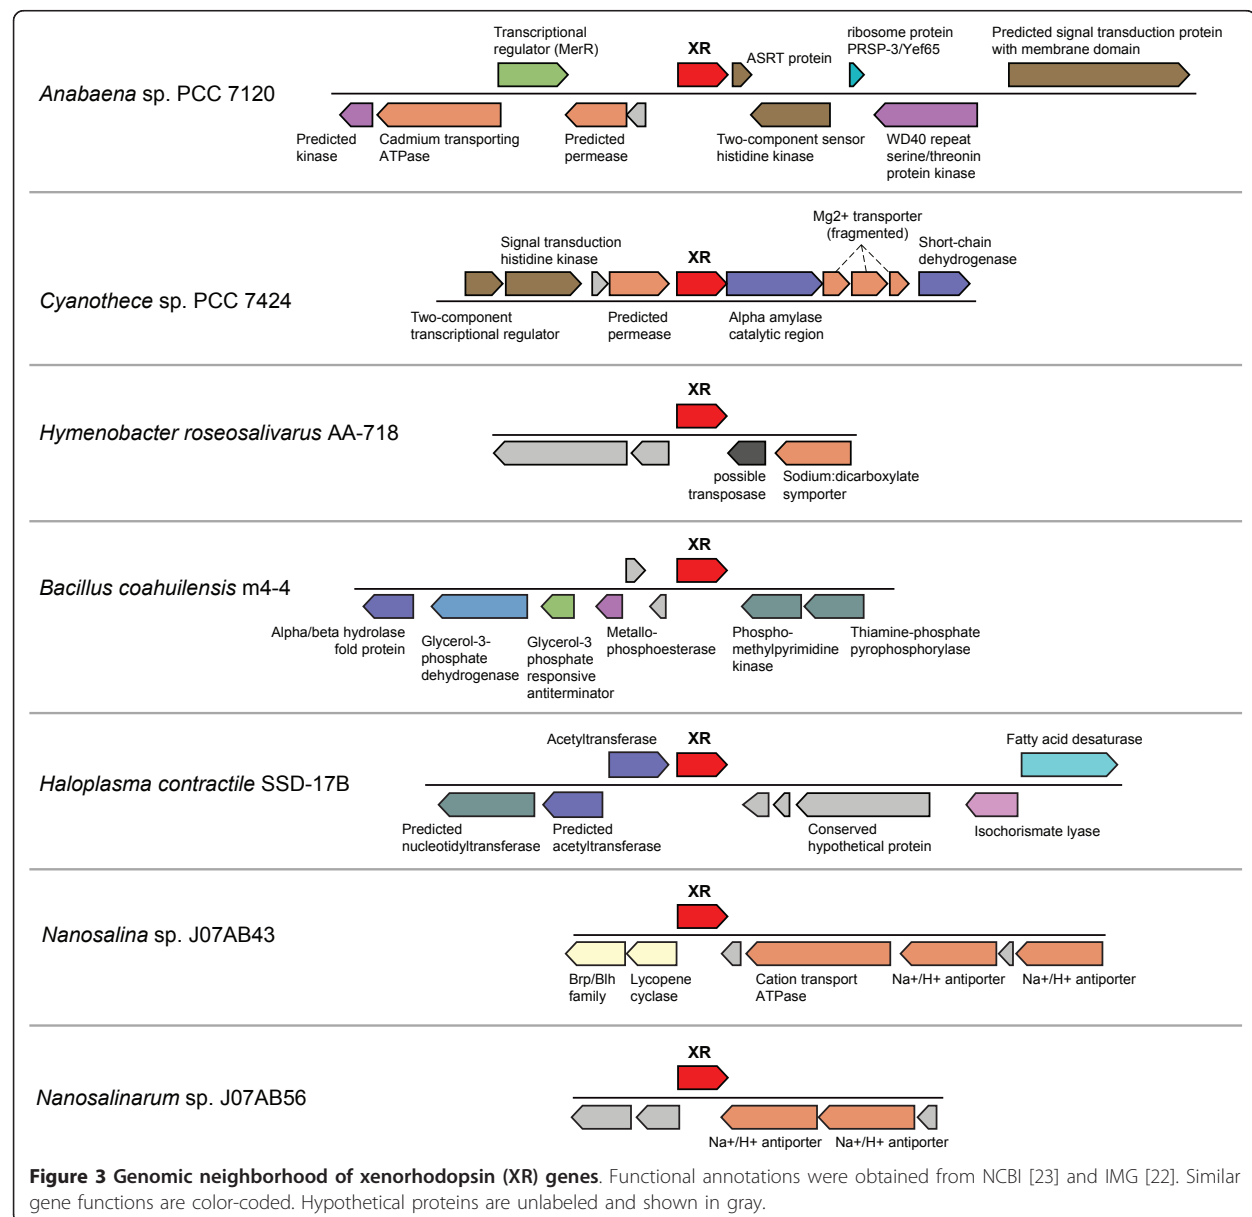 Transcriptional
regulator (MerR)
XR
ASRT protein
ribosome protein
PRSP-3/Yef65
Predicted signal transduction protein
with membrane domain
Anabaena sp. PCC 7120
Predicted
kinase
Cadmium transporting
ATPase
Predicted
permease
Two-component sensor
histidine kinase
WD40 repeat
serine/threonin
protein kinase
Signal transduction
histidine kinase
XR
Mg2+ transporter
(fragmented)
Short-chain
dehydrogenase
Cyanothece sp. PCC 7424
Two-component
transcriptional regulator
Predicted
permease
Alpha amylase
catalytic region
XR
Hymenobacter roseosalivarus AA-718
possible
transposase
Sodium:dicarboxylate
symporter
XR
Bacillus coahuilensis m4-4
Alpha/beta hydrolase
fold protein
Glycerol-3-
phosphate
dehydrogenase
Glycerol-3
phosphate
responsive
antiterminator
Metallo-
phosphoesterase
Phospho-
methylpyrimidine
kinase
Thiamine-phosphate
pyrophosphorylase
Acetyltransferase
XR
Fatty acid desaturase
Haloplasma contractile SSD-17B
Predicted
nucleotidyltransferase
Predicted
acetyltransferase
Conserved
hypothetical protein
Isochorismate lyase
XR
Nanosalina sp. J07AB43
Brp/Blh
family
Lycopene
cyclase
Cation transport
ATPase
Na+/H+ antiporter
Na+/H+ antiporter
XR
Nanosalinarum sp. J07AB56
Na+/H+ antiporter
Na+/H+ antiporter
Figure 3 Genomic neighborhood of xenorhodopsin (XR) genes. Functional annotations were obtained from NCBI [23] and IMG [22]. Similar
gene functions are color-coded. Hypothetical proteins are unlabeled and shown in gray.